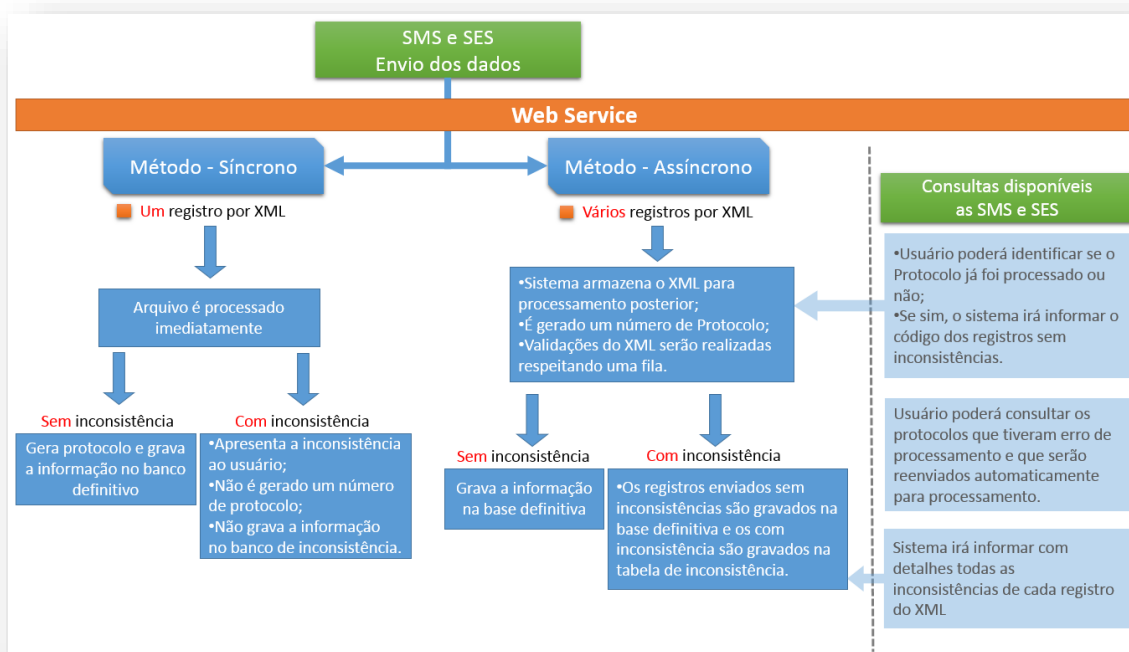 SMS e SES
Envio dos dados
Web Service
Método - Síncrono
Um registro por XML
Arquivo é processado
imediatamente
Sem inconsistência
Gera protocolo e grava
a informação no banco
definitivo
Com inconsistência
•Apresenta a inconsistência
ao usuário;
•Não é gerado um número
de protocolo;
•Não grava a informação
no banco de inconsistência.
Método - Assíncrono
Vários registros por XML
•Sistema armazena o XML para
processamento posterior;
•É gerado um número de Protocolo;
•Validações do XML serão realizadas
respeitando uma fila.
Sem inconsistência
Grava a informação
na base definitiva
Com inconsistência
•Os registros enviados sem
inconsistências são gravados na
base definitiva e os com
inconsistência são gravados na
tabela de inconsistência.
Consultas disponíveis
as SMS e SES
•Usuário poderá identificar se o
Protocolo já foi processado ou
não;
•Se sim, o sistema irá informar o
código dos registros sem
inconsistências.
Usuário poderá consultar os
protocolos que tiveram erro de
processamento e que serão
reenviados automaticamente
para processamento.
Sistema irá informar com
detalhes todas as
inconsistências de cada registro
do XML